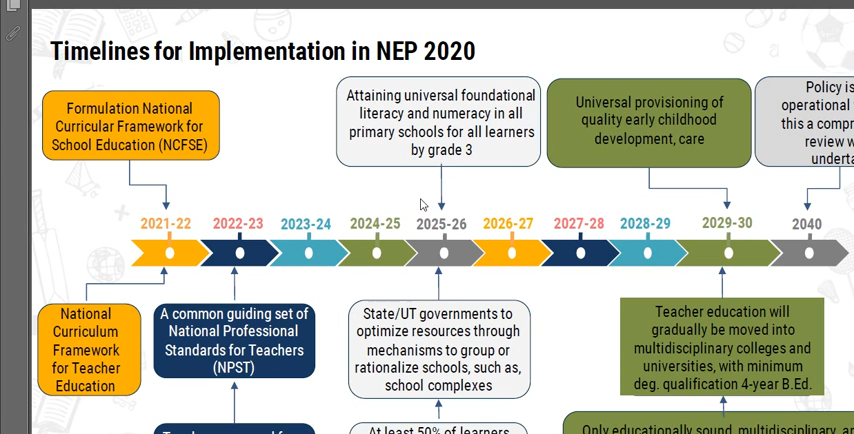 Timelines for Implementation in NEP 2020
Formulation National
Curricular Framework for
School Education (NCFSE)
Attaining universal foundational
literacy and numeracy in all
primary schools for all learners
by grade 3
Universal provisioning of
quality early childhood
development, care
Policy is
operational
this a compr
review w
underta
2021-22 2022-23 2023-24 2024-25 2025-26 2026-27 2027-28 2028-29 2029-30 2040
National
Curriculum
Framework
for Teacher
Education
A common guiding set of
National Professional
Standards for Teachers
(NPST)
State/UT governments to
optimize resources through
mechanisms to group or
rationalize schools, such as,
school complexes
Teacher education will
gradually be moved into
multidisciplinary colleges and
universities, with minimum
deg. qualification 4-year B.Ed.
At least 50% of learners
Only educationally sound, multidisciplinary, an